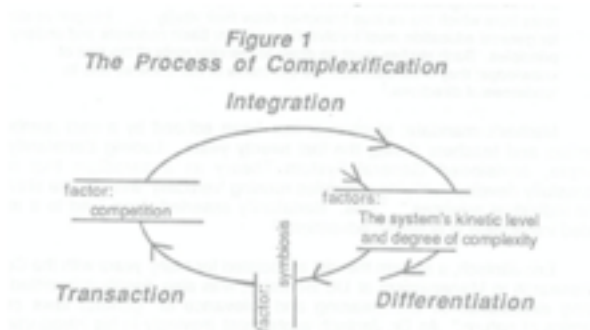 Figure 1
The Process of Complexification
Integration
factor:
competition
factors:
The system's kinetic level
and degree of complexity
factor:
symbiosis
Transaction
Differentiation